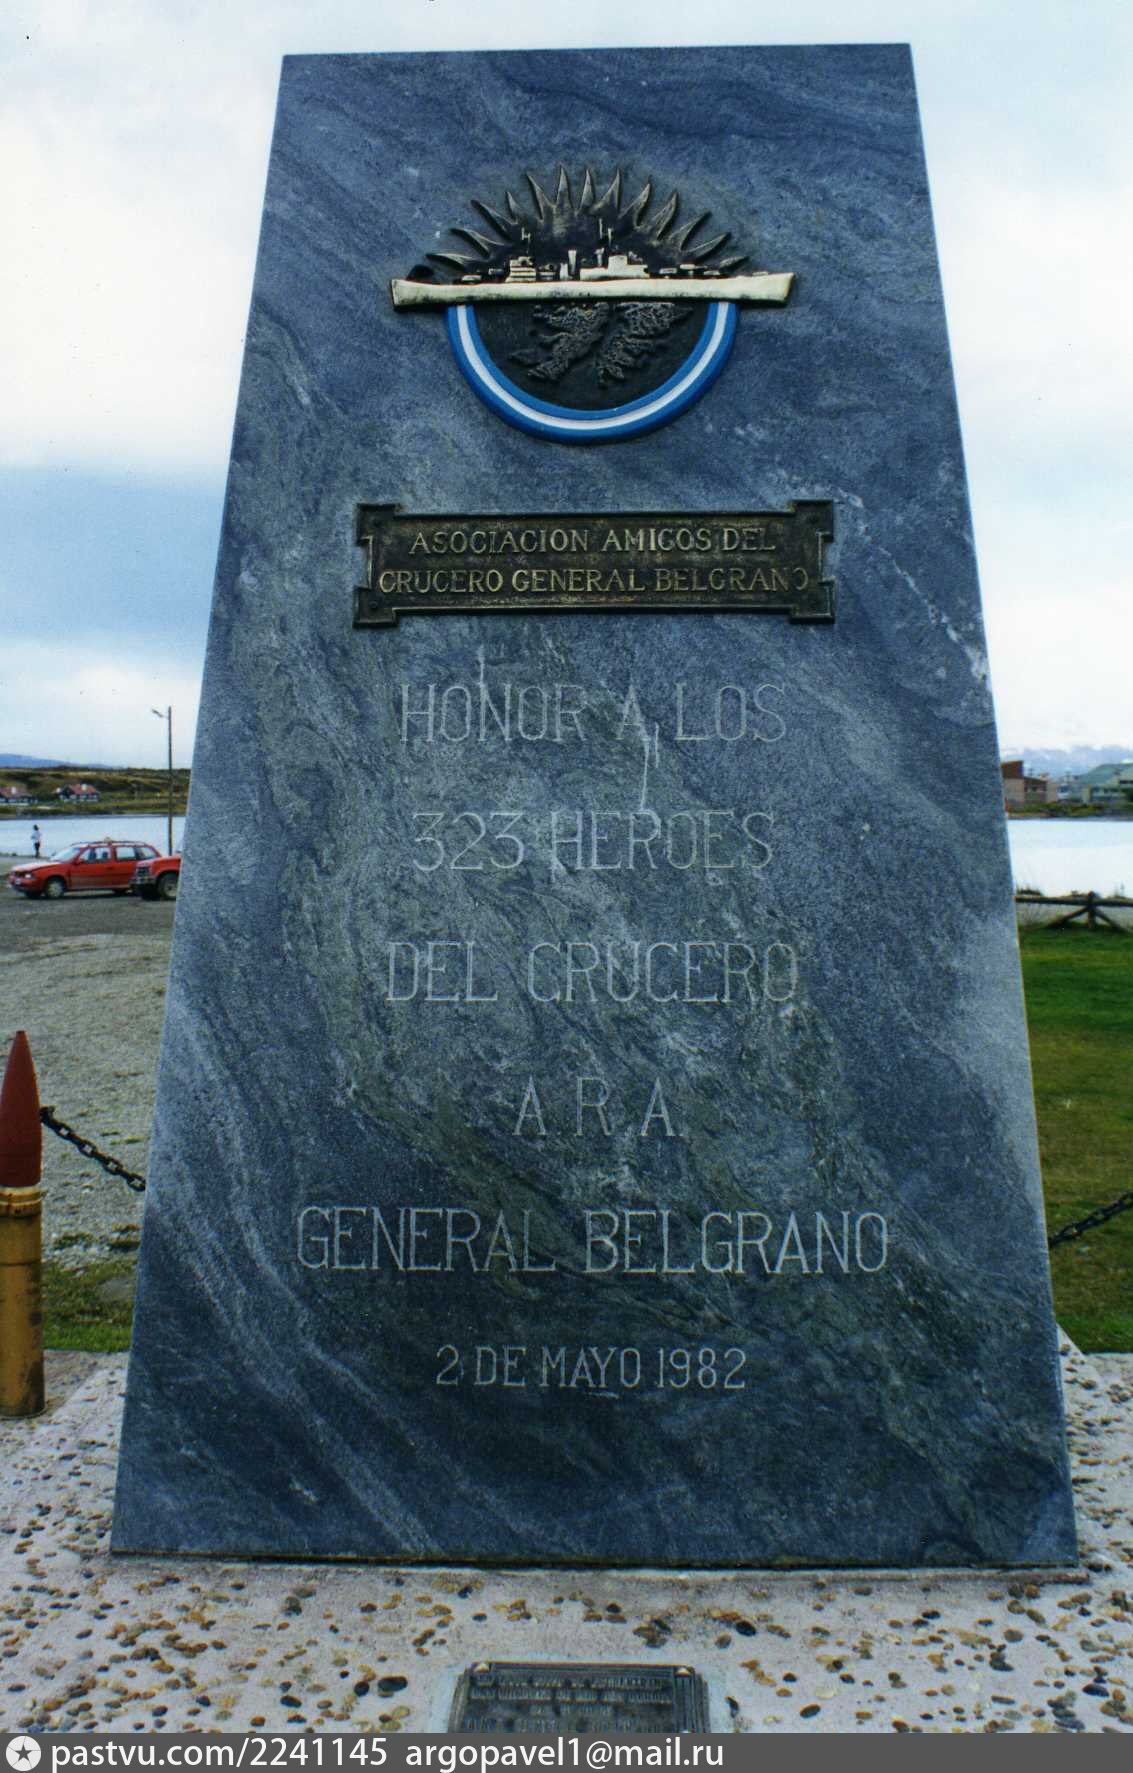 ASOCIACION AMIGOS DEL
CRUCERO GENERAL BELGRANO
HONOR A LOS
323 HEROES
DEL CRUCERO
A.R.A.
GENERAL BELGRANO
2 DE MAYO 1982
pastvu.com/2241145 argopavel1@mail.ru